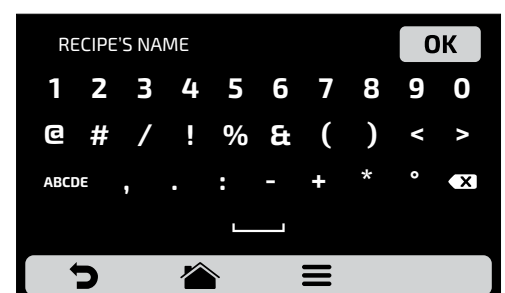 RECIPE'S NAME OK
1 2 3 4 5 6 7 8 9 0
@ # / ! % & ( ) < >
ABCDE , . : - + * °